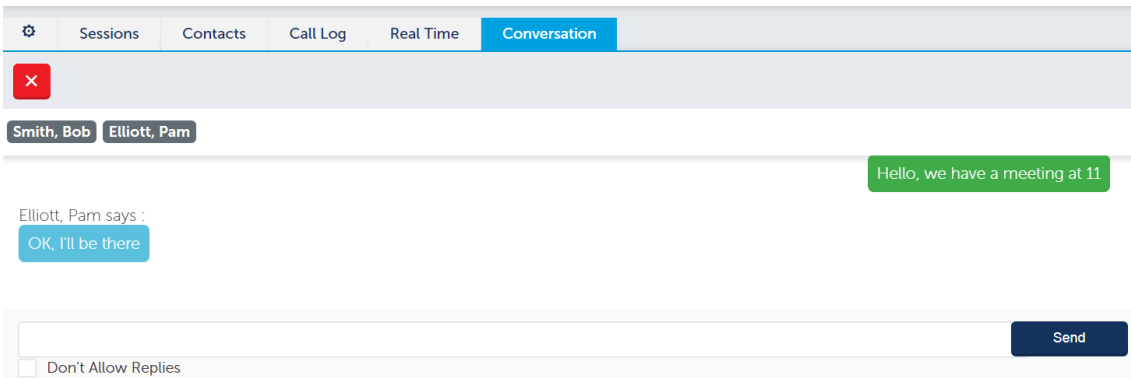 Sessions Contacts Call Log Real Time Conversation
Smith, Bob Elliott, Pam
Hello, we have a meeting at 11
Elliott, Pam says :
OK, I'll be there
Send
Don't Allow Replies